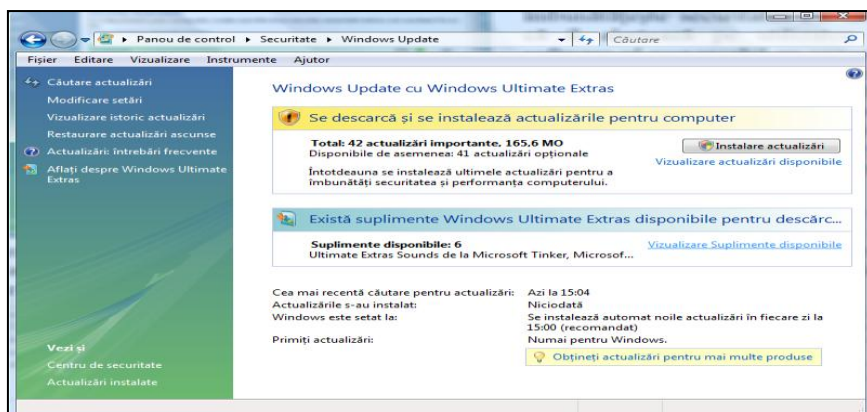 Panou de control ▸ Securitate ▸ Windows Update
Căutare
Fișier Editare Vizualizare Instrumente Ajutor
Căutare actualizări
Modificare setări
Vizualizare istoric actualizări
Restaurare actualizări ascunse
Actualizări: întrebări frecvente
Aflați despre Windows Ultimate
Extras
Vezi și
Centru de securitate
Actualizări instalate
Windows Update cu Windows Ultimate Extras
Se descarcă și se instalează actualizările pentru computer
Total: 42 actualizări importante, 165,6 MO
Disponibile de asemenea: 41 actualizări opționale
Întotdeauna se instalează ultimele actualizări pentru a
îmbunătăți securitatea și performanța computerului.
Instalare actualizări
Vizualizare actualizări disponibile
Există suplimente Windows Ultimate Extras disponibile pentru descărc...
Suplimente disponibile: 6
Ultimate Extras Sounds de la Microsoft Tinker, Microsof...
Vizualizare Suplimente disponibile
Cea mai recentă căutare pentru actualizări: Azi la 15:04
Actualizările s-au instalat: Niciodată
Windows este setat la: Se instalează automat noile actualizări în fiecare zi la
15:00 (recomandat)
Primiți actualizări: Numai pentru Windows.
Obțineți actualizări pentru mai multe produse